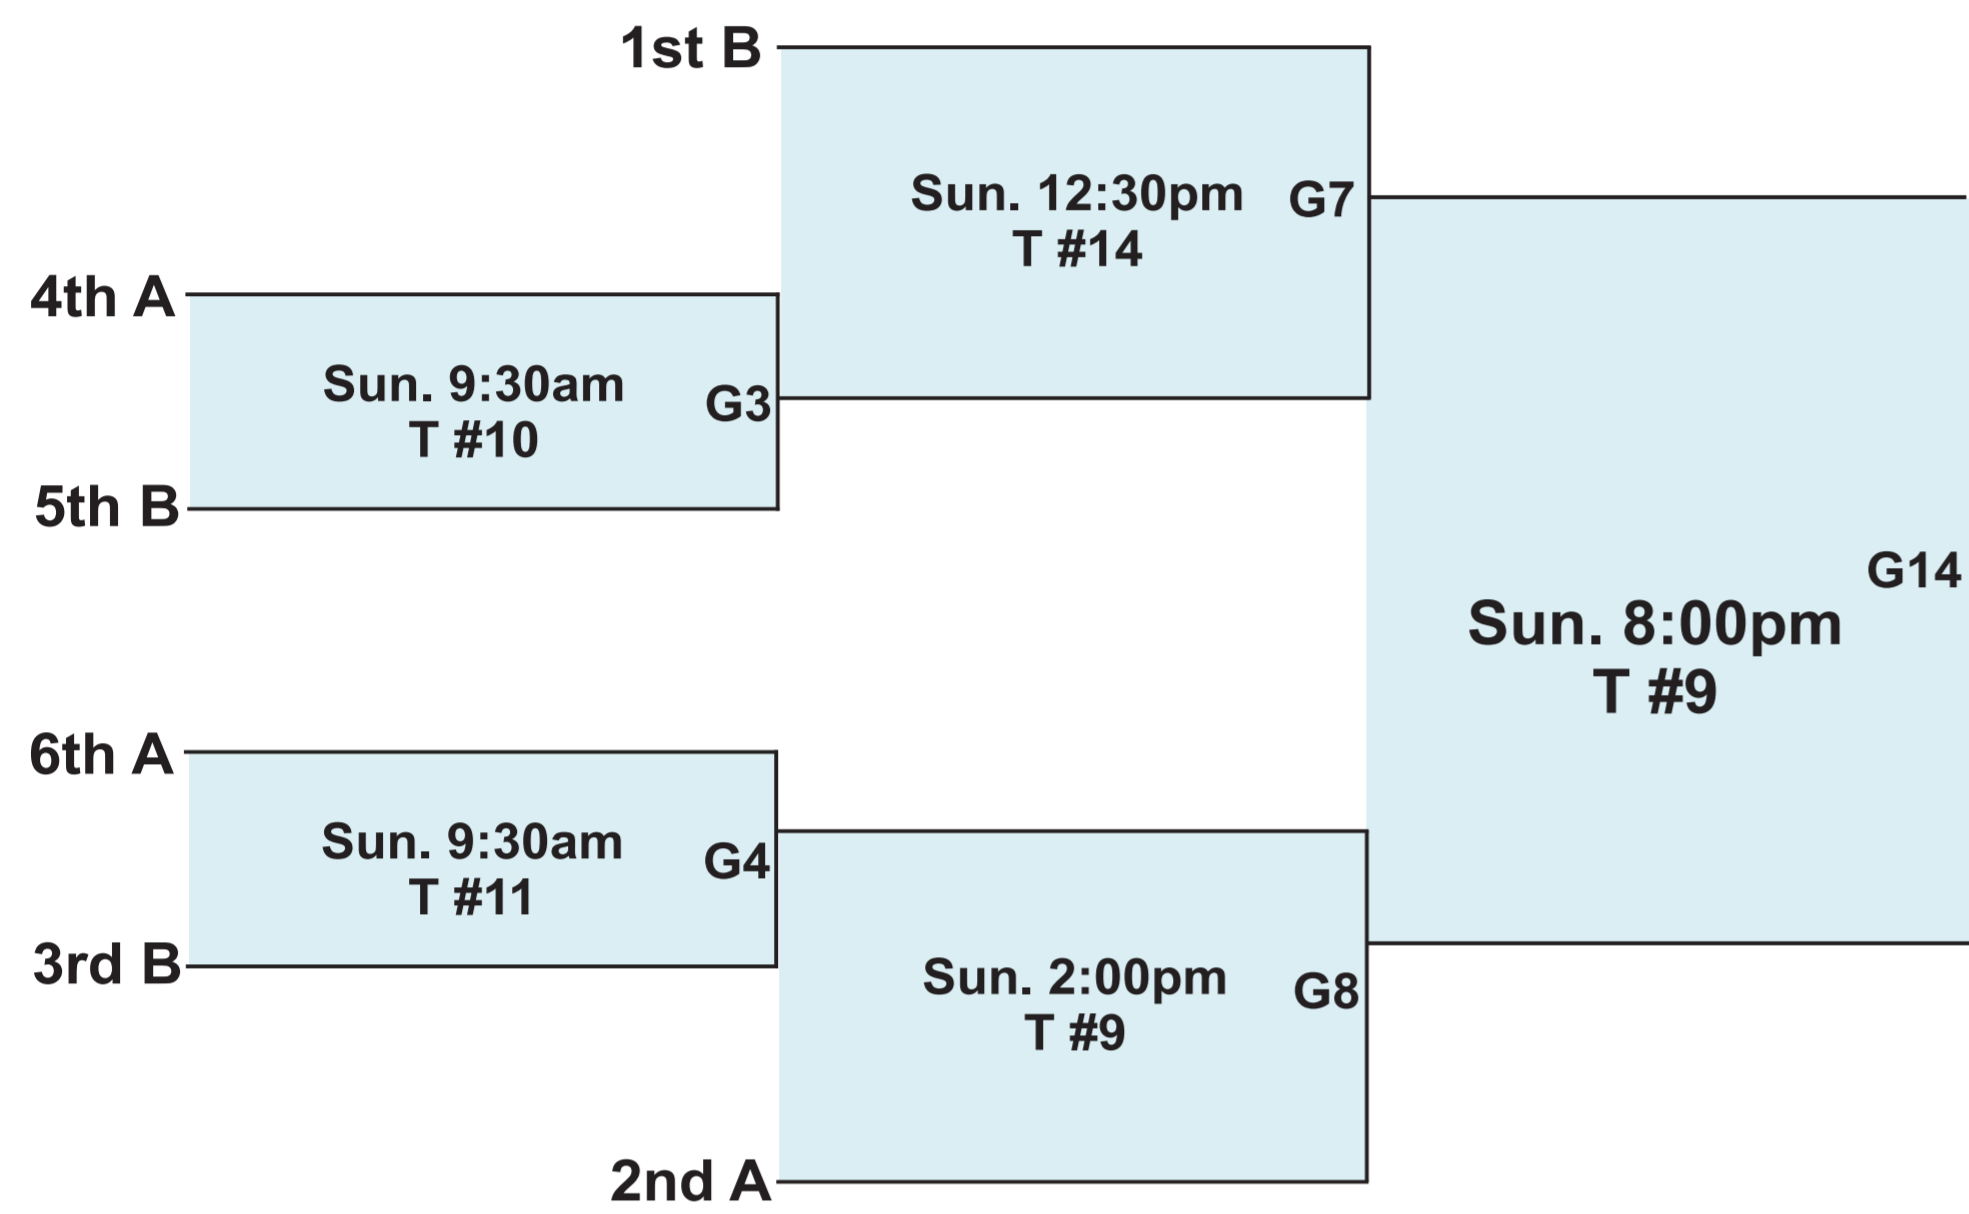 1st B
Sun. 12:30pm
T #14
G7
4th A
Sun. 9:30am
T #10
G3
5th B
G14
Sun. 8:00pm
T #9
6th A
Sun. 9:30am
T #11
G4
3rd B
Sun. 2:00pm
T #9
G8
2nd A